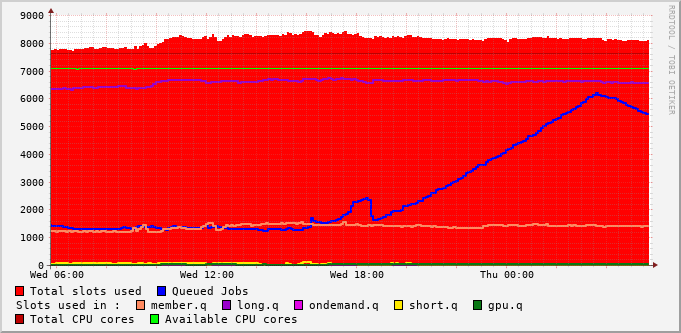 RRDTOOL / TOBI OETIKER
9000
8000
7000
6000
5000
4000
3000
2000
1000
0
Wed 06:00 Wed 12:00 Wed 18:00 Thu 00:00
Total slots used Queued Jobs
Slots used in : member.q long.q ondemand.q short.q gpu.q
Total CPU cores Available CPU cores